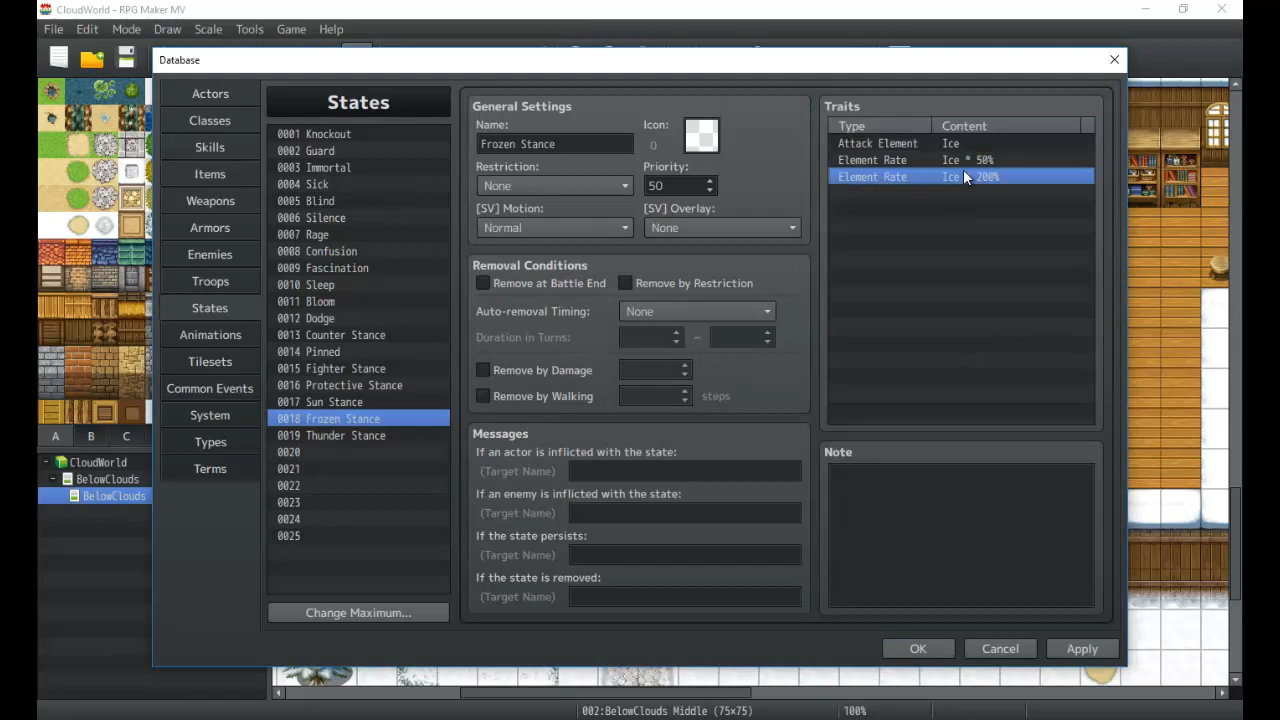 CloudWorld - RPG Maker MV
File Edit Mode Draw Scale Tools Game Help
Database
Actors
Classes
Skills
Items
Weapons
Armors
Enemies
Troops
States
Animations
Tilesets
Common Events
System
Types
Terms
A B C
CloudWorld
BelowClouds
BelowClouds
States
0001 Knockout
0002 Guard
0003 Immortal
0004 Sick
0005 Blind
0006 Silence
0007 Rage
0008 Confusion
0009 Fascination
0010 Sleep
0011 Bloom
0012 Dodge
0013 Counter Stance
0014 Pinned
0015 Fighter Stance
0016 Protective Stance
0017 Sun Stance
0018 Frozen Stance
0019 Thunder Stance
0020
0021
0022
0023
0024
0025
Change Maximum...
General Settings
Name: Icon:
Frozen Stance 0
Restriction: Priority:
None 50
[SV] Motion: [SV] Overlay:
Normal None
Removal Conditions
Remove at Battle End Remove by Restriction
Auto-removal Timing: None
Duration in Turns: ~
Remove by Damage
Remove by Walking steps
Messages
If an actor is inflicted with the state:
(Target Name)
If an enemy is inflicted with the state:
(Target Name)
If the state persists:
(Target Name)
If the state is removed:
(Target Name)
Traits
Type Content
Attack Element Ice
Element Rate Ice * 50%
Element Rate Ice 200%
Note
OK Cancel Apply
002:BelowClouds Middle (75×75) 100%